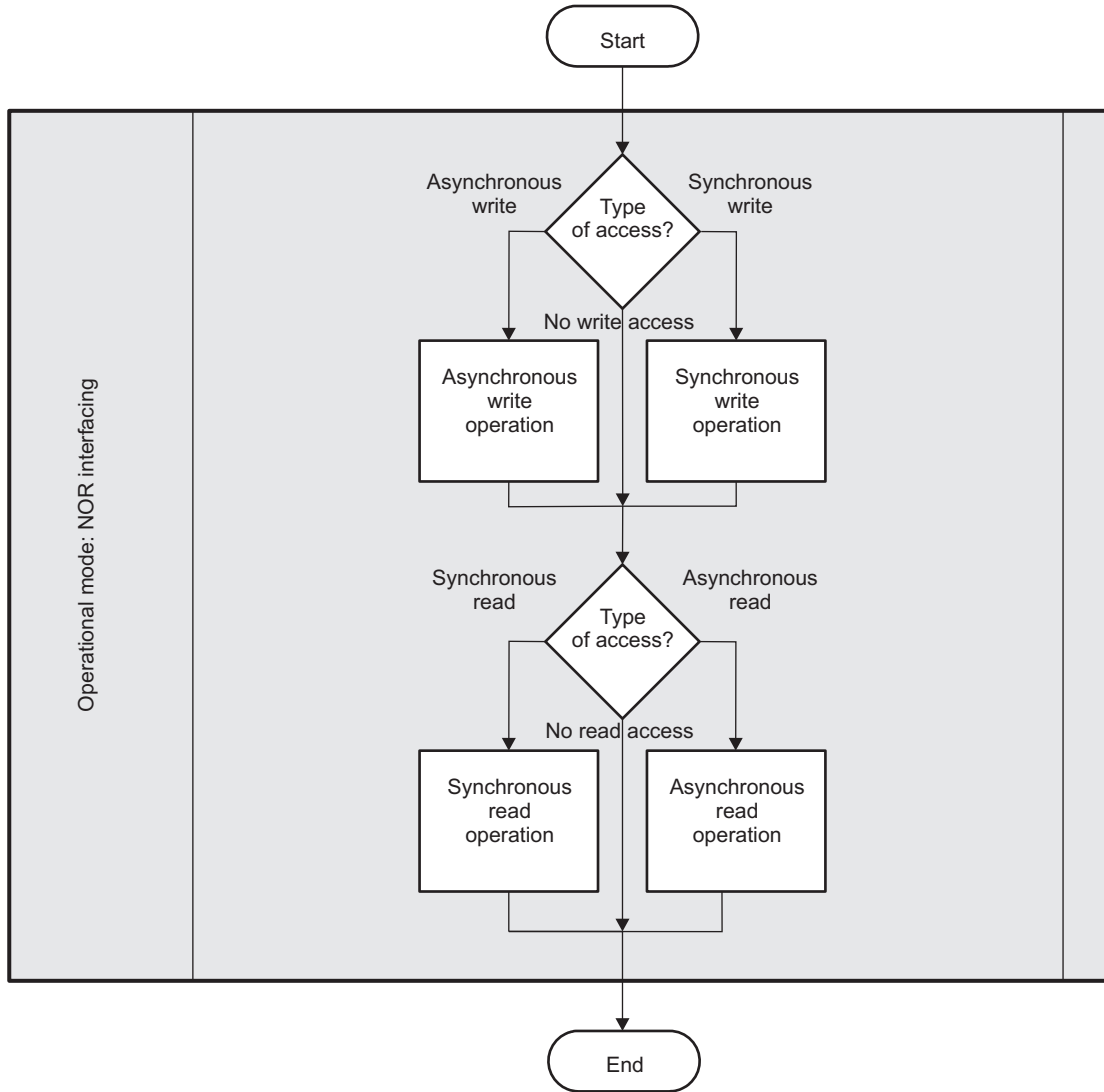 Start
Asynchronous
write
Synchronous
write
Type
of access?
No write access
Asynchronous
write
operation
Synchronous
write
operation
Operational mode: NOR interfacing
Synchronous
read
Asynchronous
read
Type
of access?
No read access
Synchronous
read
operation
Asynchronous
read
operation
End